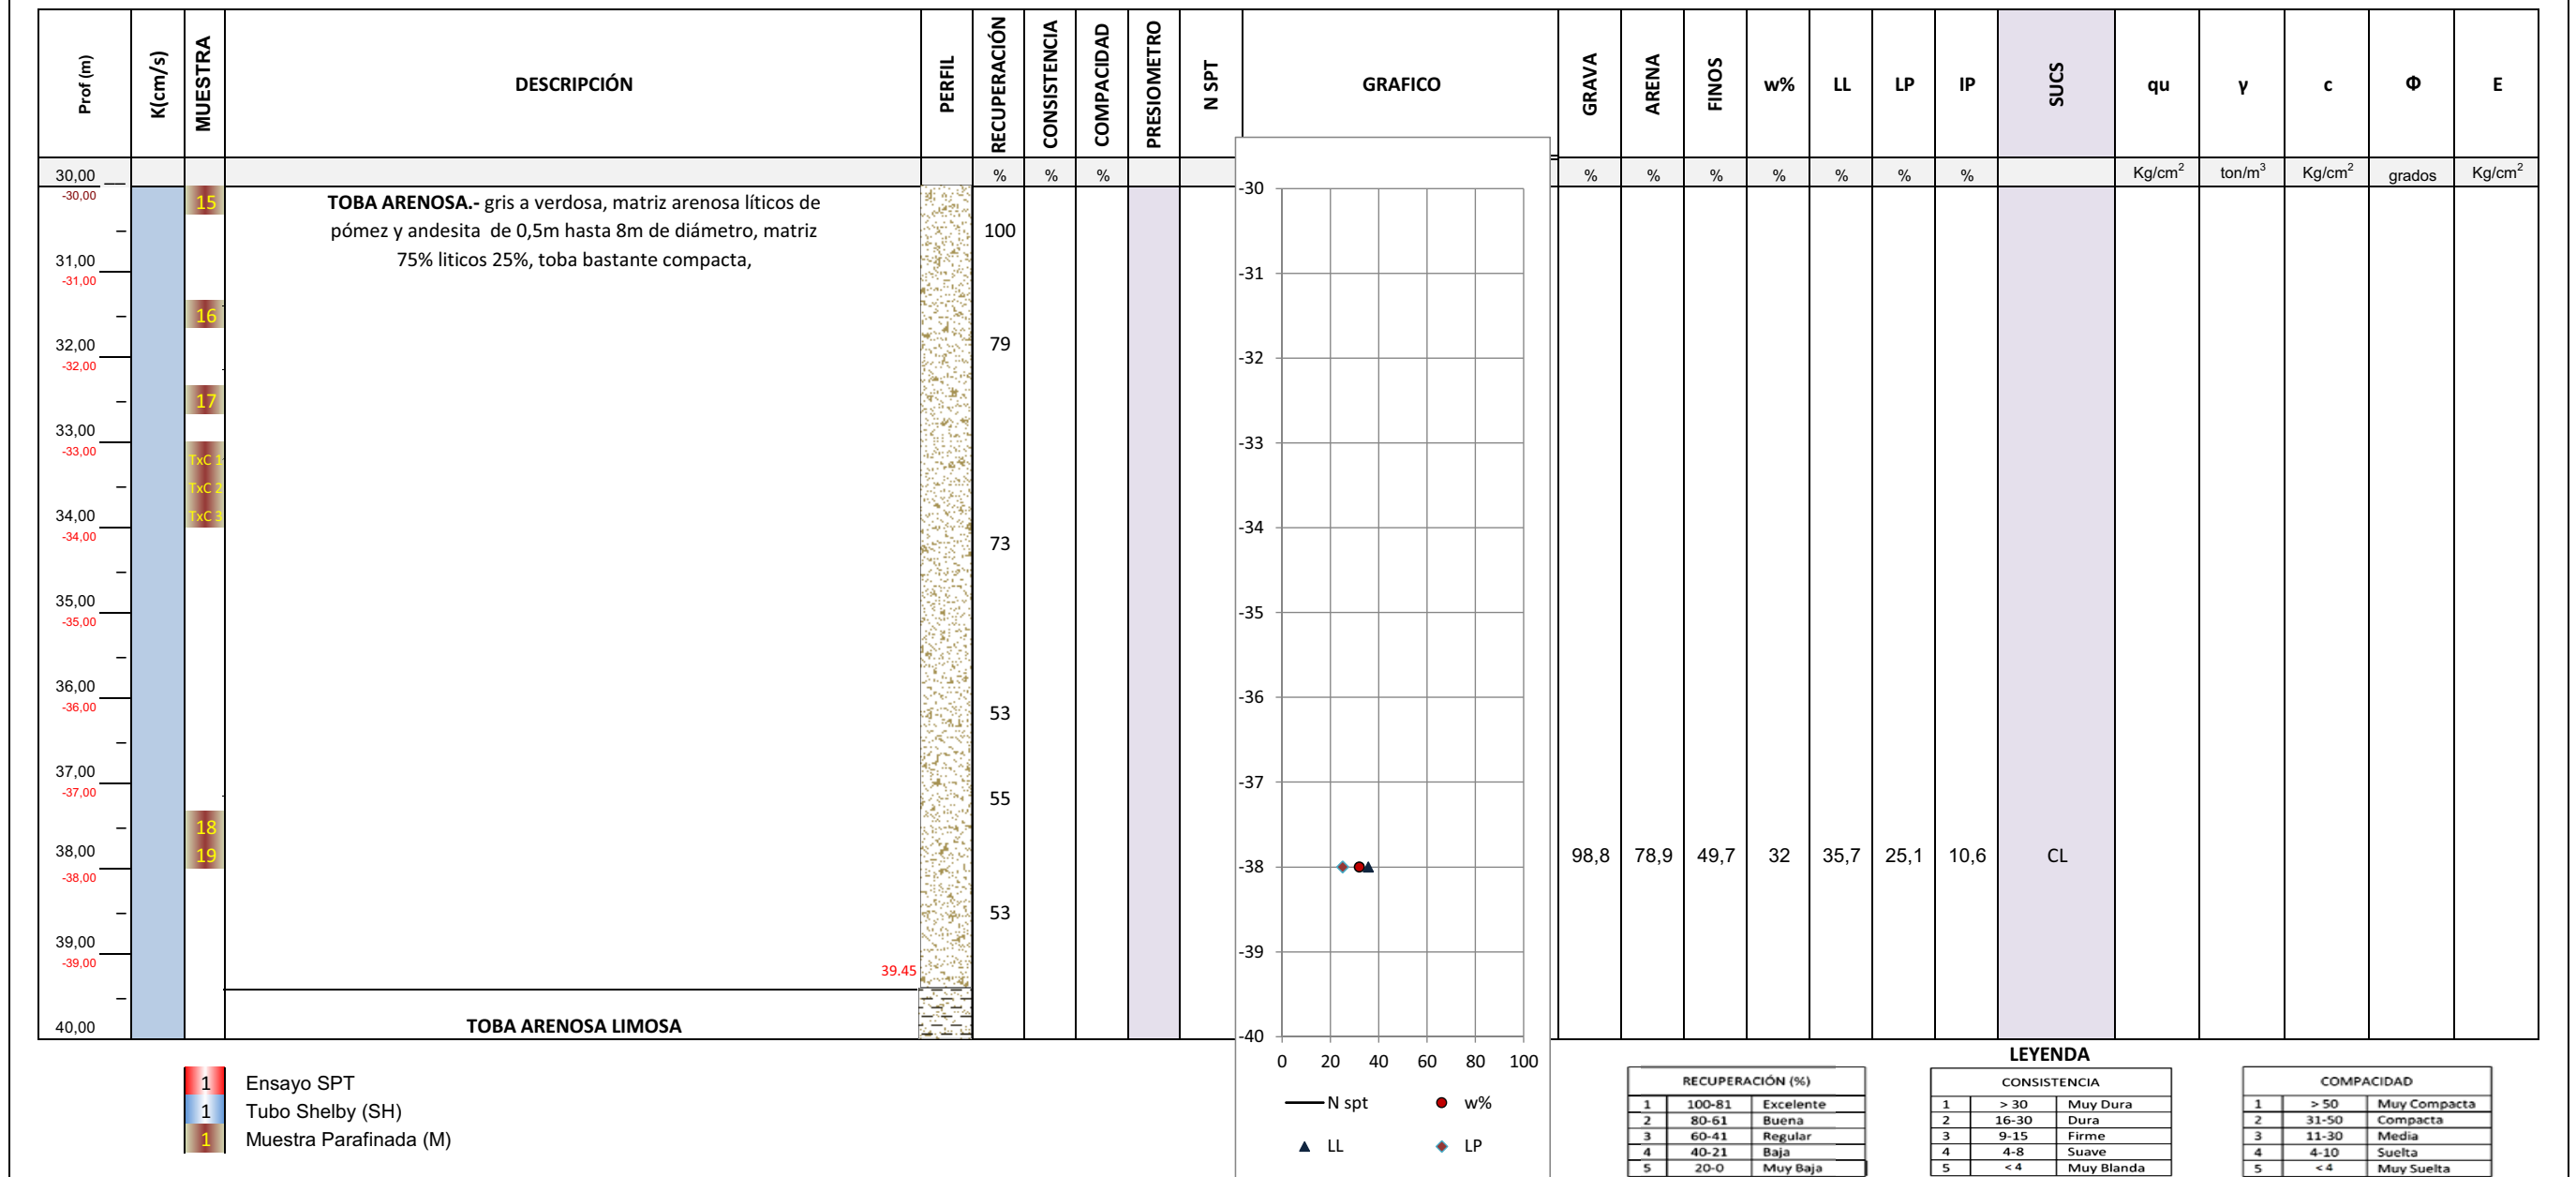 Prof (m) K(cm/s) MUESTRA DESCRIPCIÓN PERFIL RECUPERACIÓN CONSISTENCIA COMPACIDAD PRESIOMETRO N SPT GRAFICO GRAVA ARENA FINOS w% LL LP IP SUCS qu γ c Φ E
30,00 % % % % % % % % % % Kg/cm² ton/m³ Kg/cm² grados Kg/cm²
-30,00 15 TOBA ARENOSA.- gris a verdosa, matriz arenosa líticos de -30
pómez y andesita de 0,5m hasta 8m de diámetro, matriz 100
75% liticos 25%, toba bastante compacta,
31,00 -31
-31,00
16
32,00 79 -32
-32,00
17
33,00 -33
-33,00 TxC 1
TxC 2
34,00 TxC 3 -34
-34,00 73
35,00 -35
-35,00
36,00 -36
-36,00 53
37,00 -37
-37,00 55
18
38,00 19 -38 98,8 78,9 49,7 32 35,7 25,1 10,6 CL
-38,00
53
39,00 -39
-39,00 39.45
40,00 TOBA ARENOSA LIMOSA -40
0 20 40 60 80 100
1 Ensayo SPT
1 Tubo Shelby (SH)
1 Muestra Parafinada (M)
N spt w%
LL LP
LEYENDA
RECUPERACIÓN (%)
1 100-81 Excelente
2 80-61 Buena
3 60-41 Regular
4 40-21 Baja
5 20-0 Muy Baja
CONSISTENCIA
1 > 30 Muy Dura
2 16-30 Dura
3 9-15 Firme
4 4-8 Suave
5 < 4 Muy Blanda
COMPACIDAD
1 > 50 Muy Compacta
2 31-50 Compacta
3 11-30 Media
4 4-10 Suelta
5 < 4 Muy Suelta